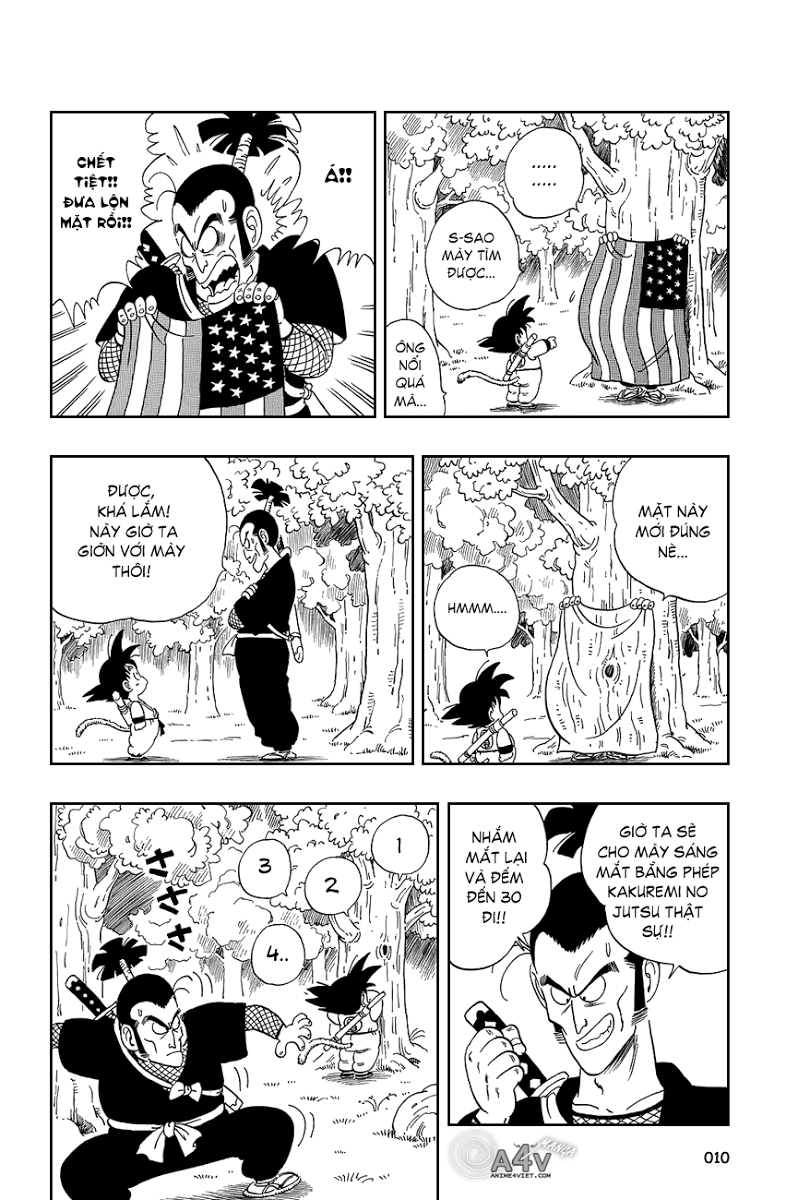 .....
.....
S-SAO
MÀY TÌM
ĐƯỢC...
ÔNG
NỔI
QUÁ
MÀ...
Á!!
CHẾT
TIỆT!!
ĐƯA LỘN
MẶT RỒI!!
MẶT NÀY
MỚI ĐÚNG
NÈ...
HMMM....
ĐƯỢC,
KHÁ LẮM!
NÃY GIỜ TA
GIỠN VỚI MÀY
THÔI!
GIỜ TA SẼ
CHO MÀY SÁNG
MẮT BẰNG PHÉP
KAKUREMI NO
JUTSU THẬT
SỰ!!
NHẮM
MẮT LẠI
VÀ ĐẾM
ĐẾN 30
ĐI!!
1
2
3
4..
010
A4V
MANGA
ANIME4VIET.COM